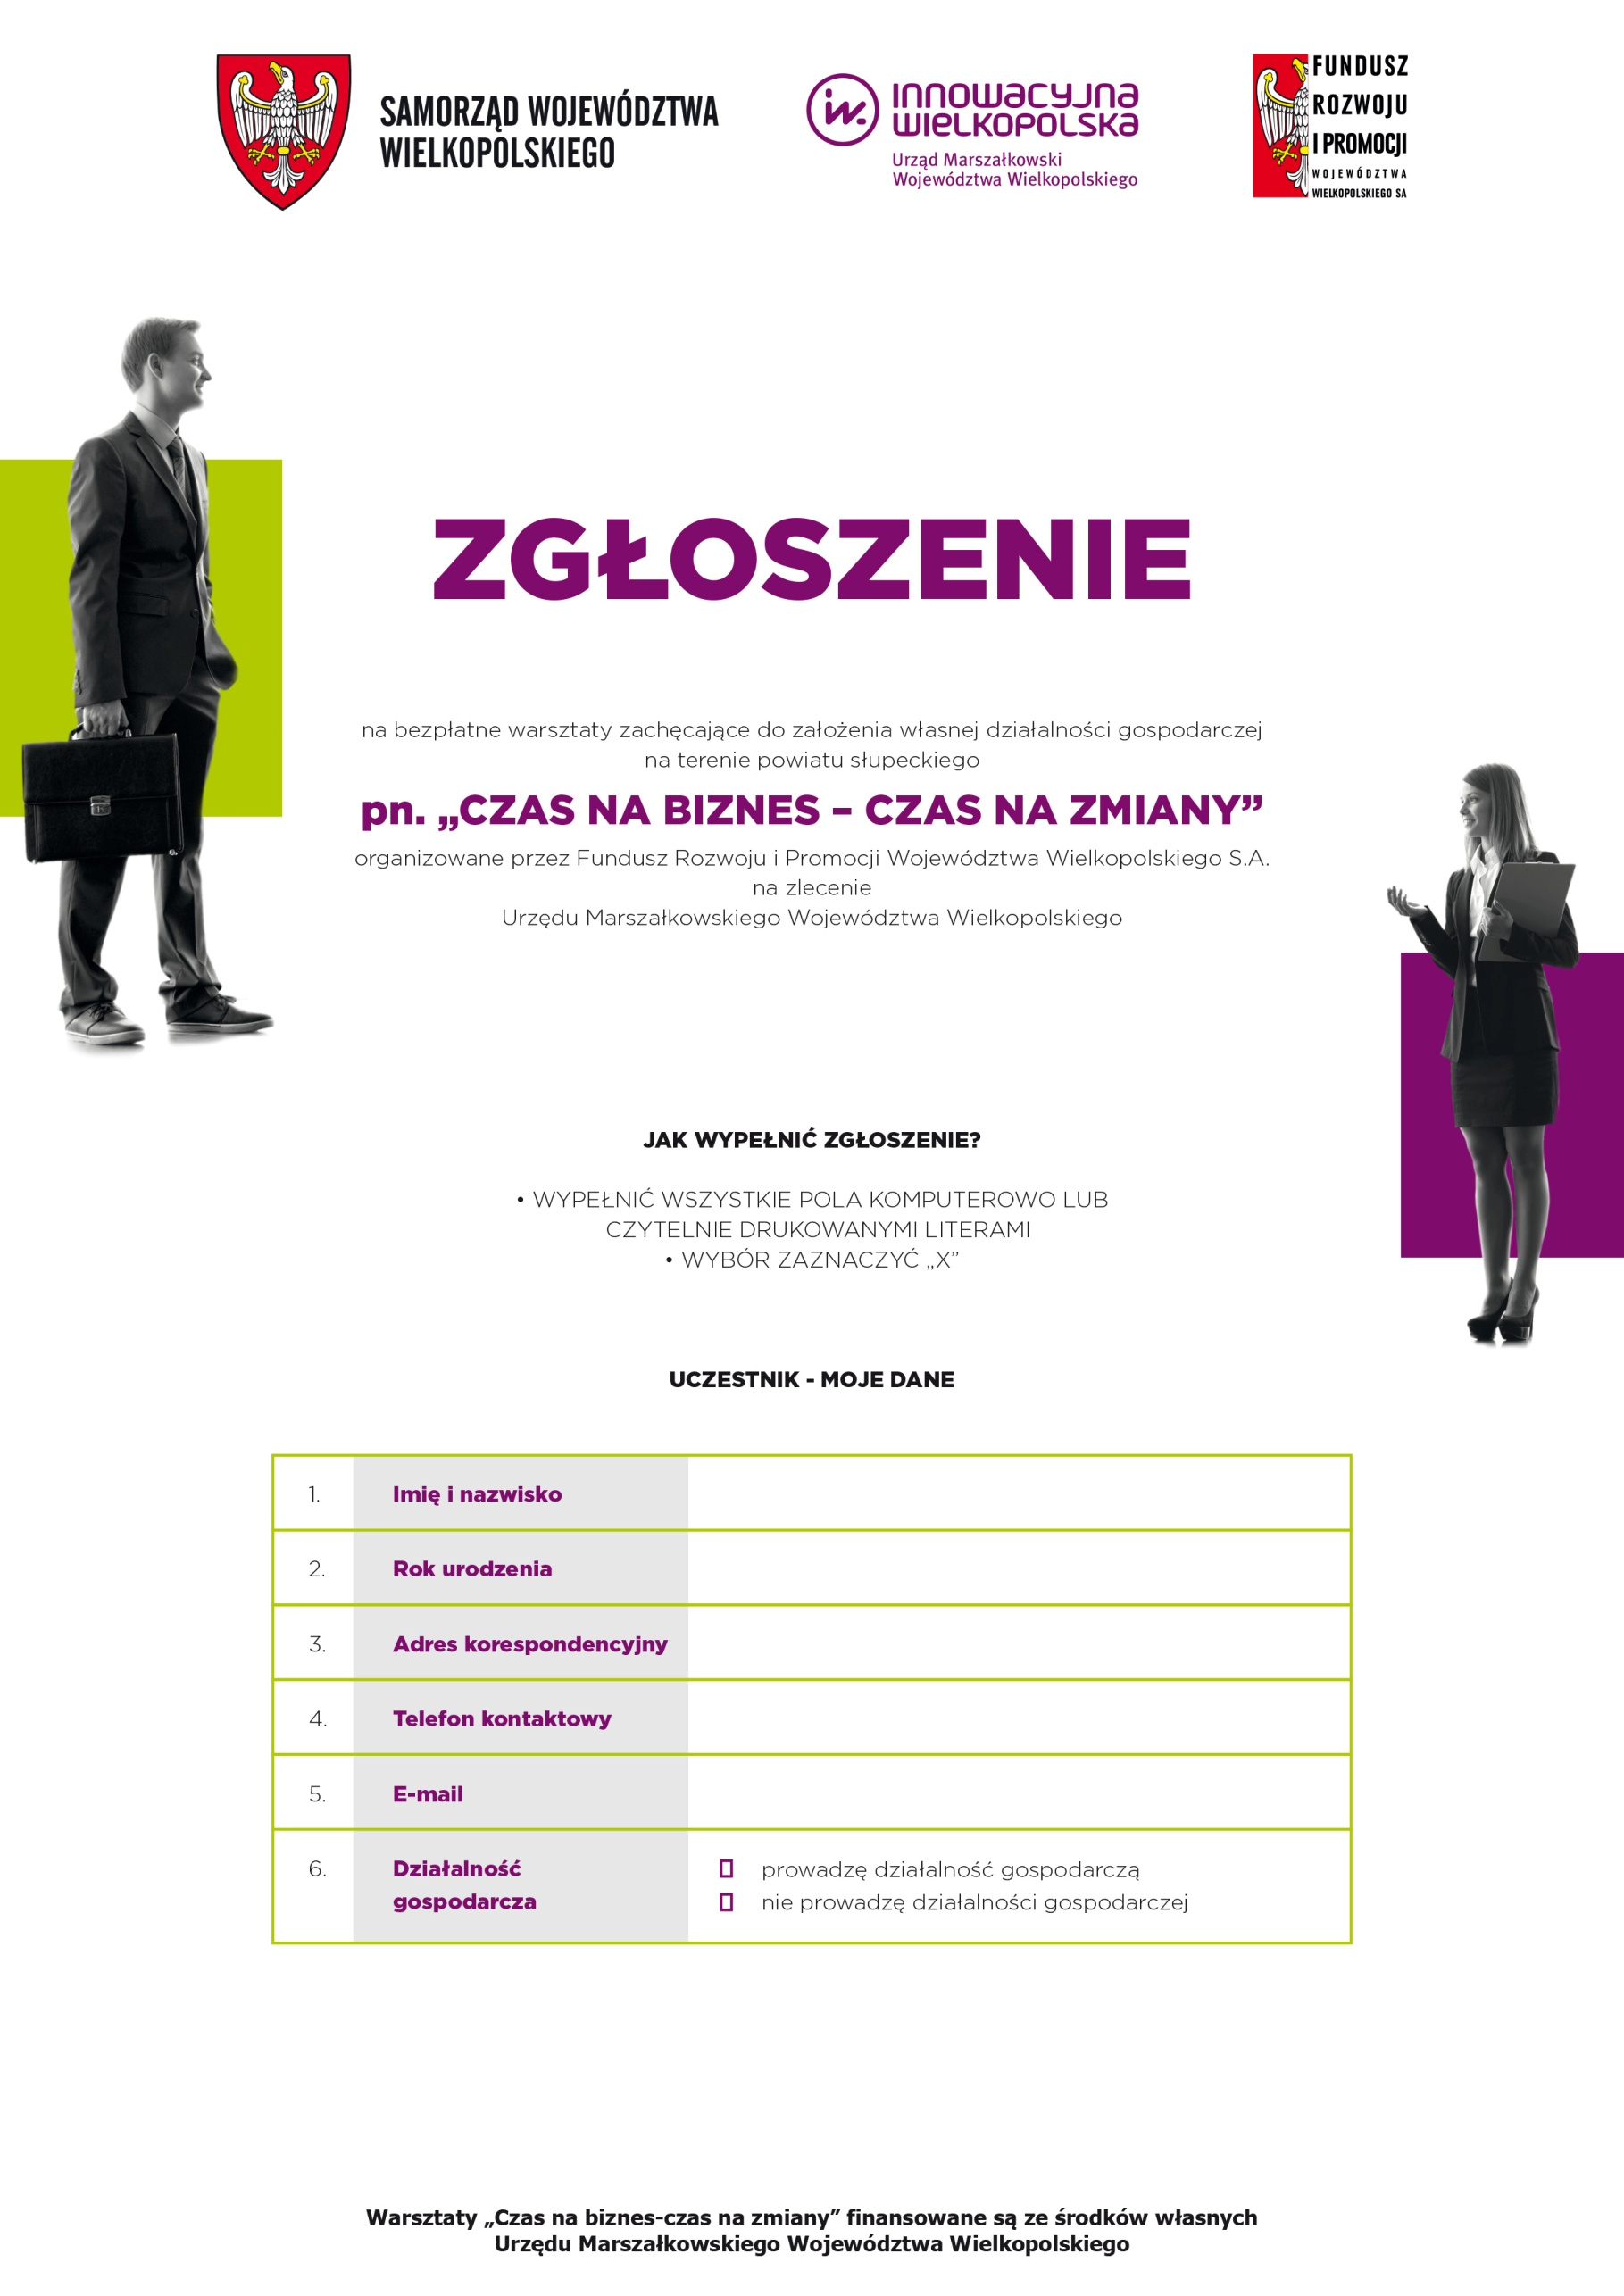 SAMORZĄD WOJEWÓDZTWA
WIELKOPOLSKIEGO
iw.
INNOWACYJNA
WIELKOPOLSKA
Urząd Marszałkowski
Województwa Wielkopolskiego
FUNDUSZ
ROZWOJU
I PROMOCJI
WOJEWÓDZTWA
WIELKOPOLSKIEGO SA
ZGŁOSZENIE
na bezpłatne warsztaty zachęcające do założenia własnej działalności gospodarczej
na terenie powiatu słupeckiego
pn. „CZAS NA BIZNES – CZAS NA ZMIANY”
organizowane przez Fundusz Rozwoju i Promocji Województwa Wielkopolskiego S.A.
na zlecenie
Urzędu Marszałkowskiego Województwa Wielkopolskiego
JAK WYPEŁNIĆ ZGŁOSZENIE?
• WYPEŁNIĆ WSZYSTKIE POLA KOMPUTEROWO LUB
CZYTELNIE DRUKOWANYMI LITERAMI
• WYBÓR ZAZNACZYĆ „X”
UCZESTNIK - MOJE DANE
1. Imię i nazwisko
2. Rok urodzenia
3. Adres korespondencyjny
4. Telefon kontaktowy
5. E-mail
6. Działalność gospodarcza
prowadzę działalność gospodarczą
nie prowadzę działalności gospodarczej
Warsztaty „Czas na biznes-czas na zmiany” finansowane są ze środków własnych
Urzędu Marszałkowskiego Województwa Wielkopolskiego